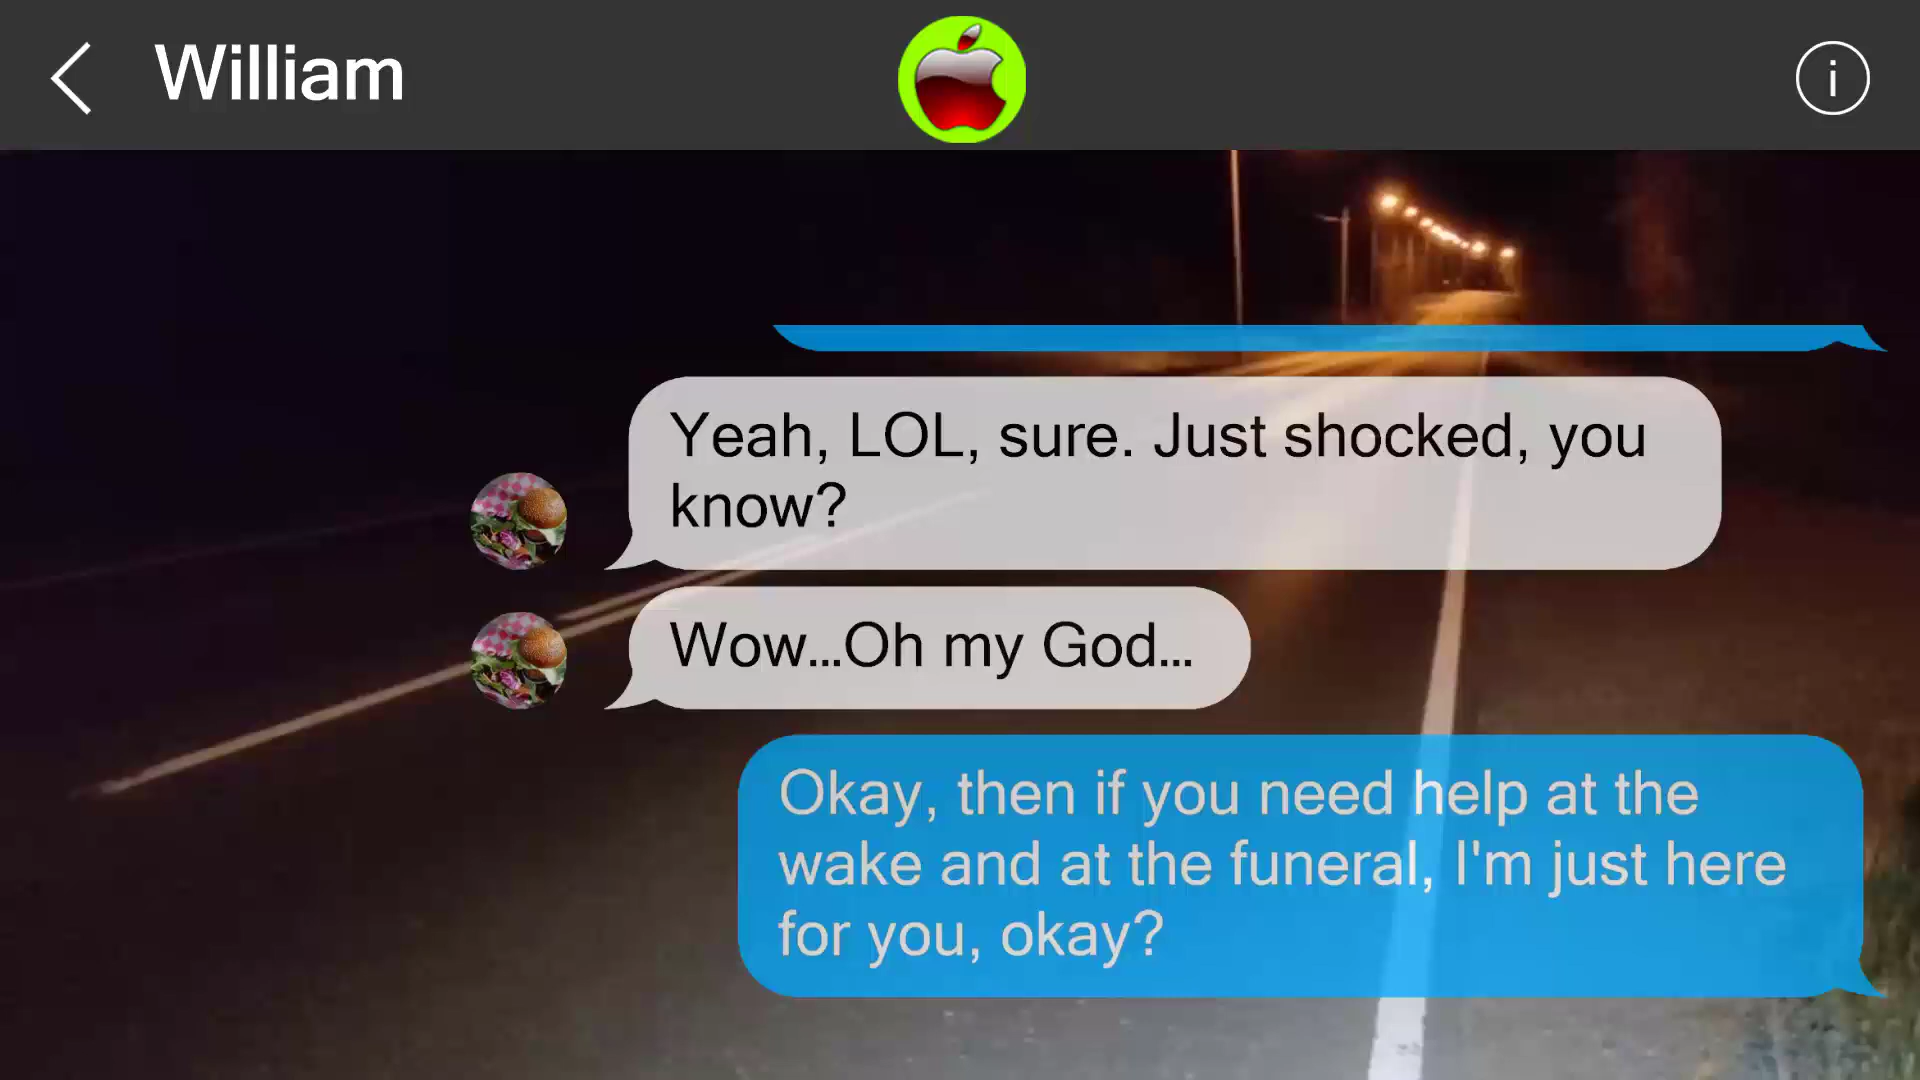 William
i
Yeah, LOL, sure. Just shocked, you
know?
Wow...Oh my God...
Okay, then if you need help at the
wake and at the funeral, I'm just here
for you, okay?